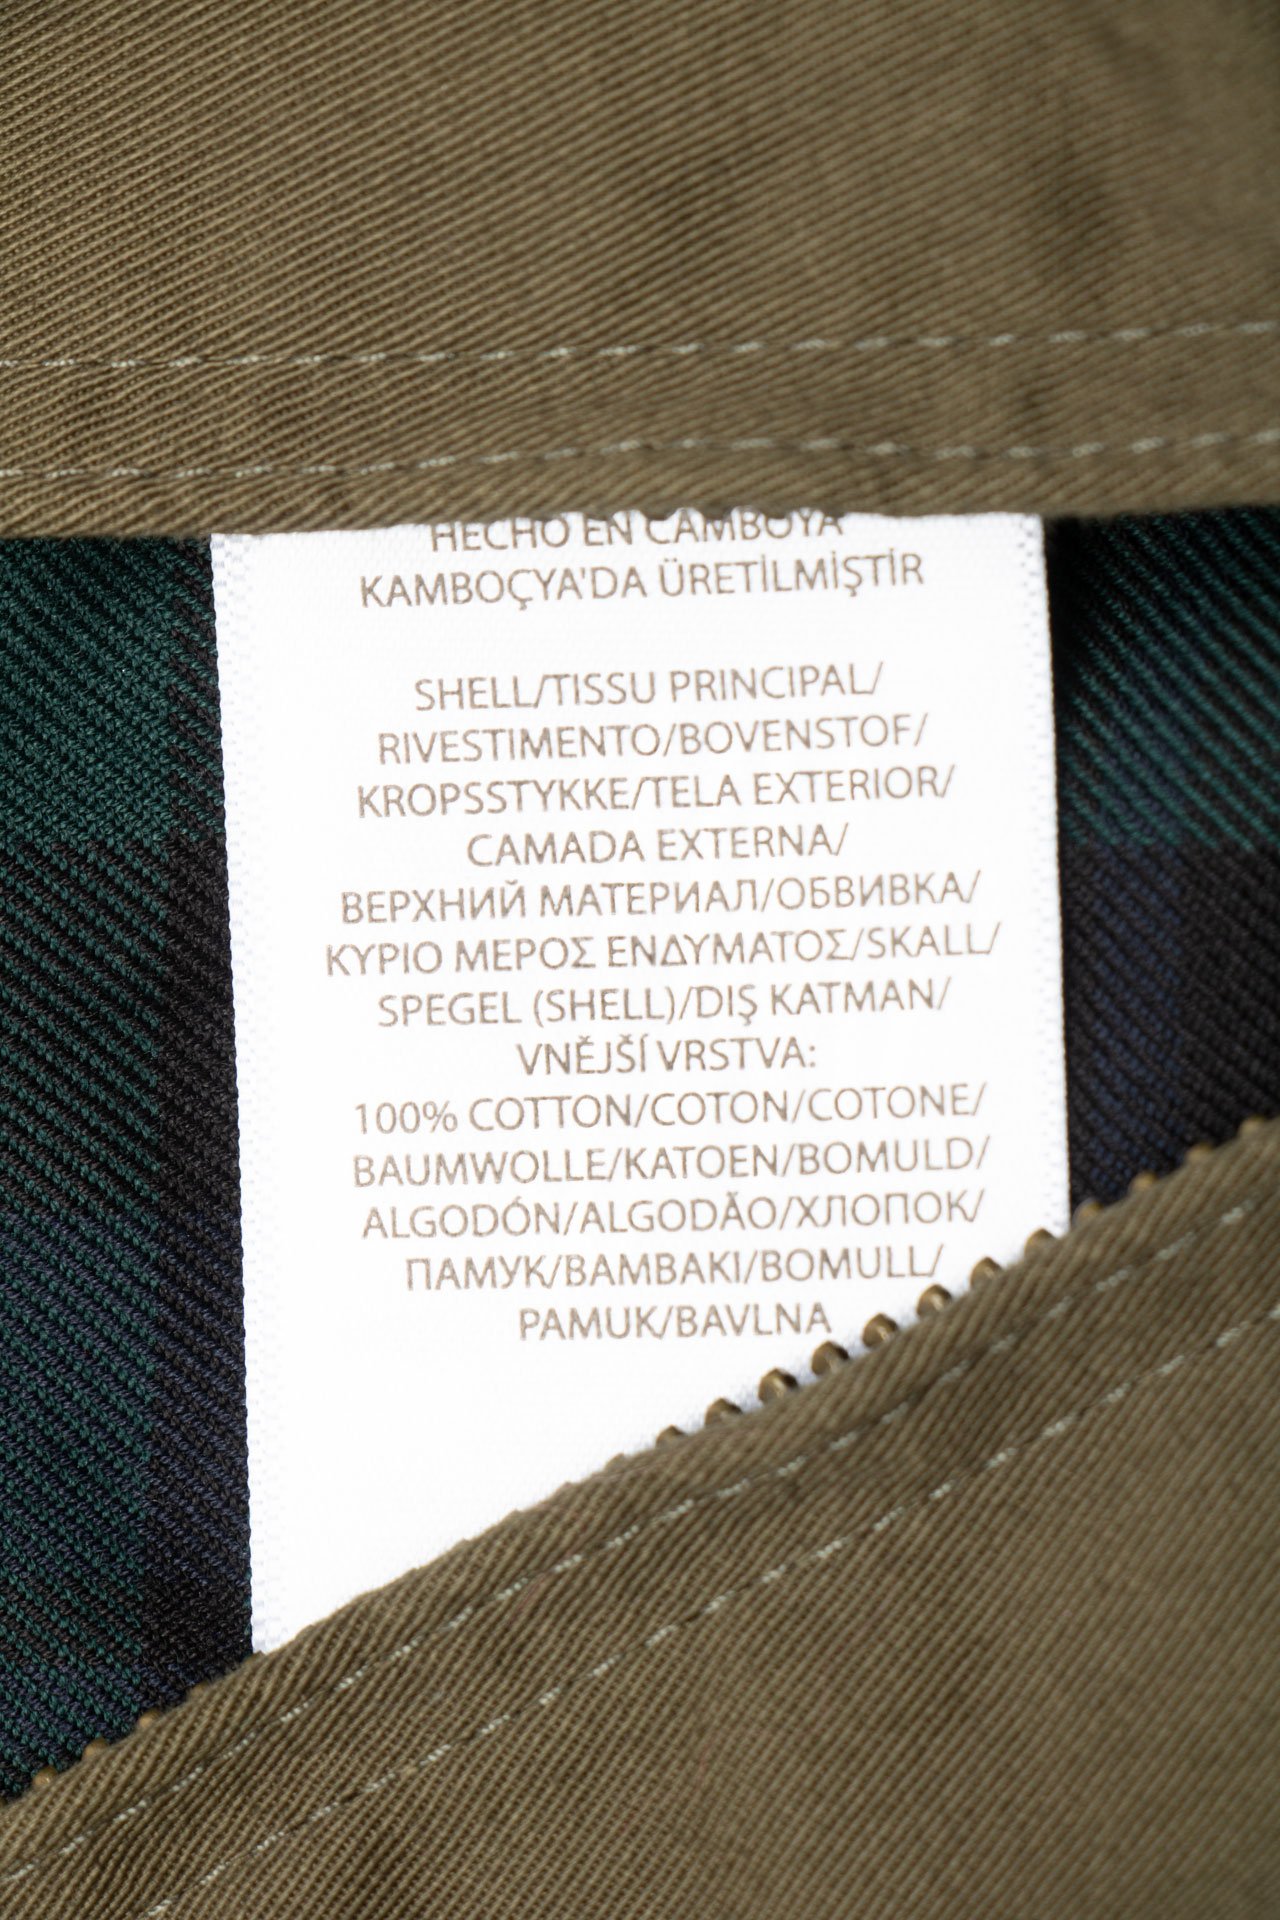 HECHO EN CAMBOYA
KAMBOÇYA'DA ÜRETİLMİŞTİR
SHELL/TISSU PRINCIPAL/
RIVESTIMENTO/BOVENSTOF/
KROPSSTYKKE/TELA EXTERIOR/
CAMADA EXTERNA/
ВЕРХНИЙ МАТЕРИАЛ/ОБВИВКА/
ΚΥΡΙΟ ΜΕΡΟΣ ΕΝΔΥΜΑΤΟΣ/SKALL/
SPEGEL (SHELL)/DIŞ KATMAN/
VNĚJŠÍ VRSTVA:
100% COTTON/COTON/COTONE/
BAUMWOLLE/KATOEN/BOMULD/
ALGODÓN/ALGODÃO/ХЛОПОК/
ПАМУК/ΒΑΜΒΑΚΙ/BOMULL/
PAMUK/BAVLNA